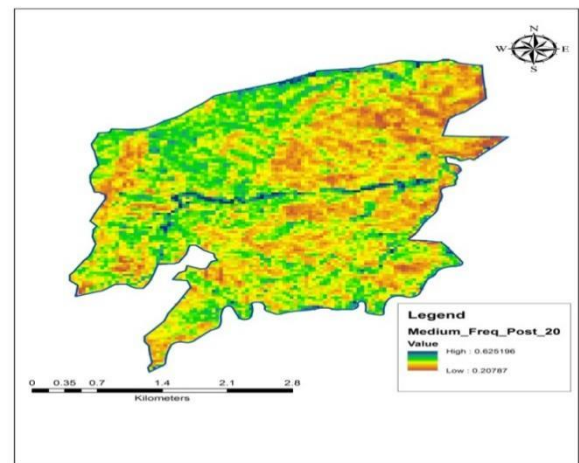 N
W E
S
Legend
Medium_Freq_Post_20
Value
High : 0.625196
Low : 0.20787
0 0.35 0.7 1.4 2.1 2.8
Kilometers